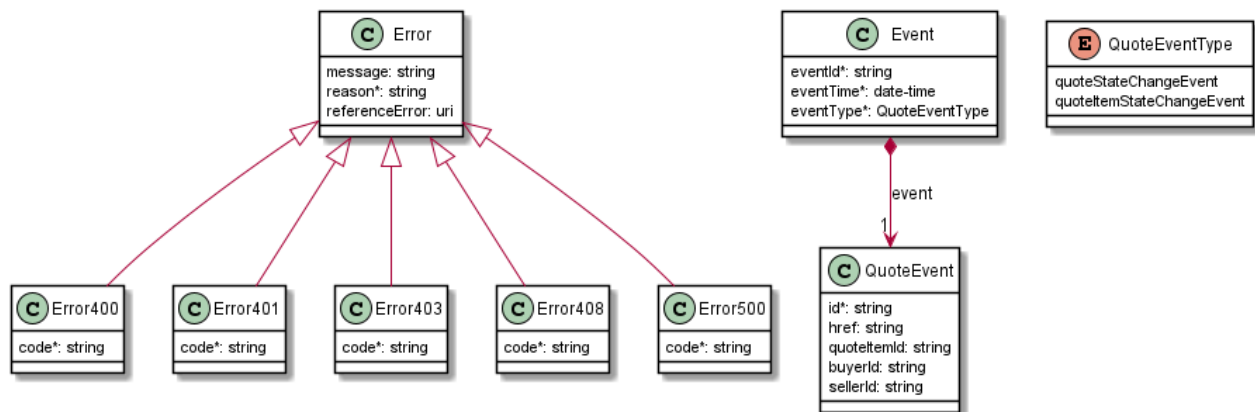 C Error
message: string
reason*: string
referenceError: uri
C Event
eventId*: string
eventTime*: date-time
eventType*: QuoteEventType
E QuoteEventType
quoteStateChangeEvent
quoteItemStateChangeEvent
event
1
C Error400
code*: string
C Error401
code*: string
C Error403
code*: string
C Error408
code*: string
C Error500
code*: string
C QuoteEvent
id*: string
href: string
quoteItemId: string
buyerId: string
sellerId: string